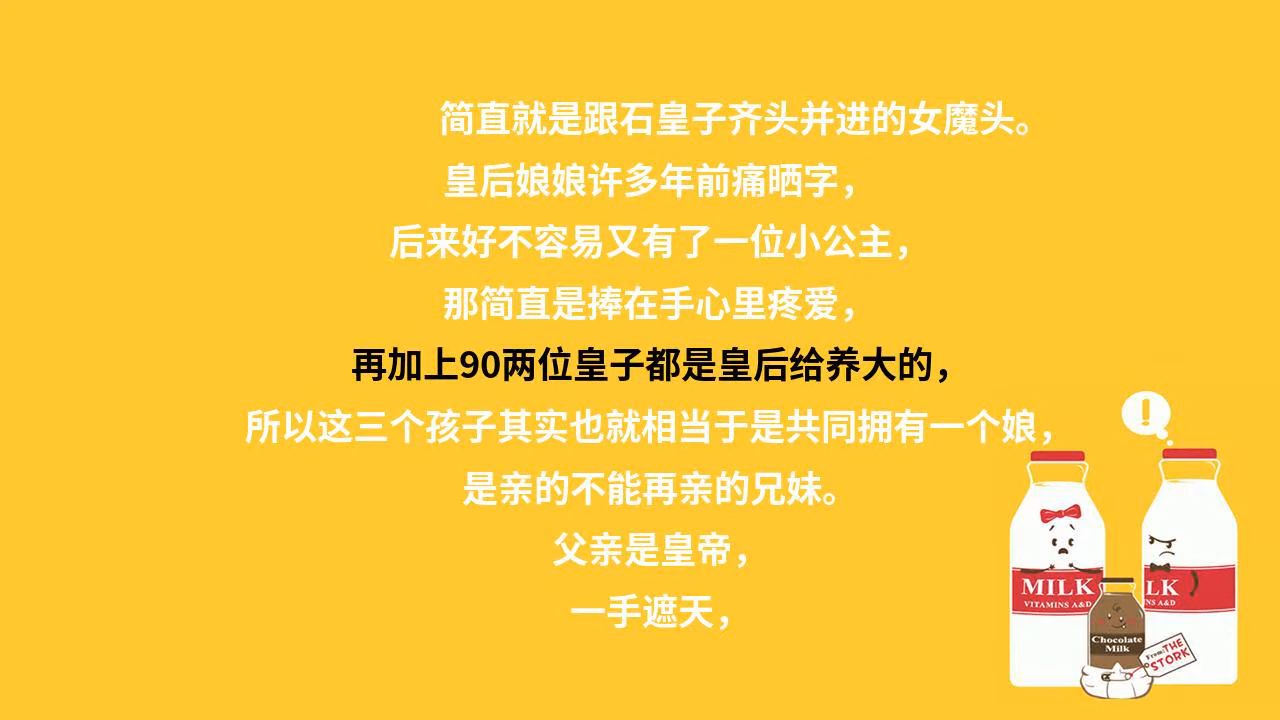 简直就是跟石皇子齐头并进的女魔头。
皇后娘娘许多年前痛晒字，
后来好不容易又有了一位小公主，
那简直是捧在手心里疼爱，
再加上90两位皇子都是皇后给养大的，
所以这三个孩子其实也就相当于是共同拥有一个娘，
是亲的不能再亲的兄妹。
父亲是皇帝，
一手遮天，
!
MILK
VITAMINS A&D
LK
NS A&D
Chocolate
Milk
From: THE
STORK